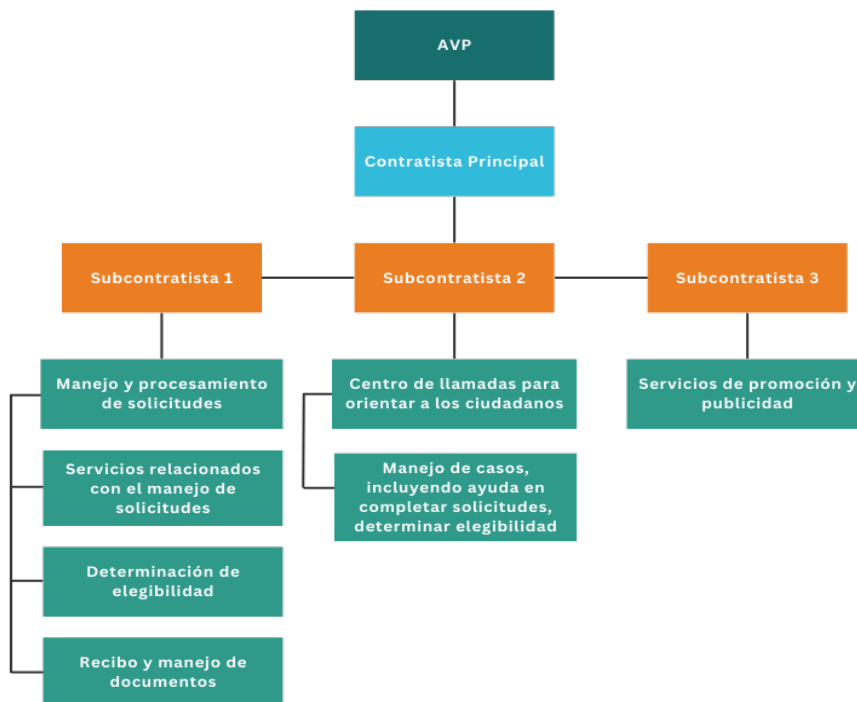 AVP
Contratista Principal
Subcontratista 1
Subcontratista 2
Subcontratista 3
Manejo y procesamiento
de solicitudes
Servicios relacionados
con el manejo de
solicitudes
Determinación de
elegibilidad
Recibo y manejo de
documentos
Centro de llamadas para
orientar a los ciudadanos
Manejo de casos,
incluyendo ayuda en
completar solicitudes,
determinar elegibilidad
Servicios de promoción y
publicidad